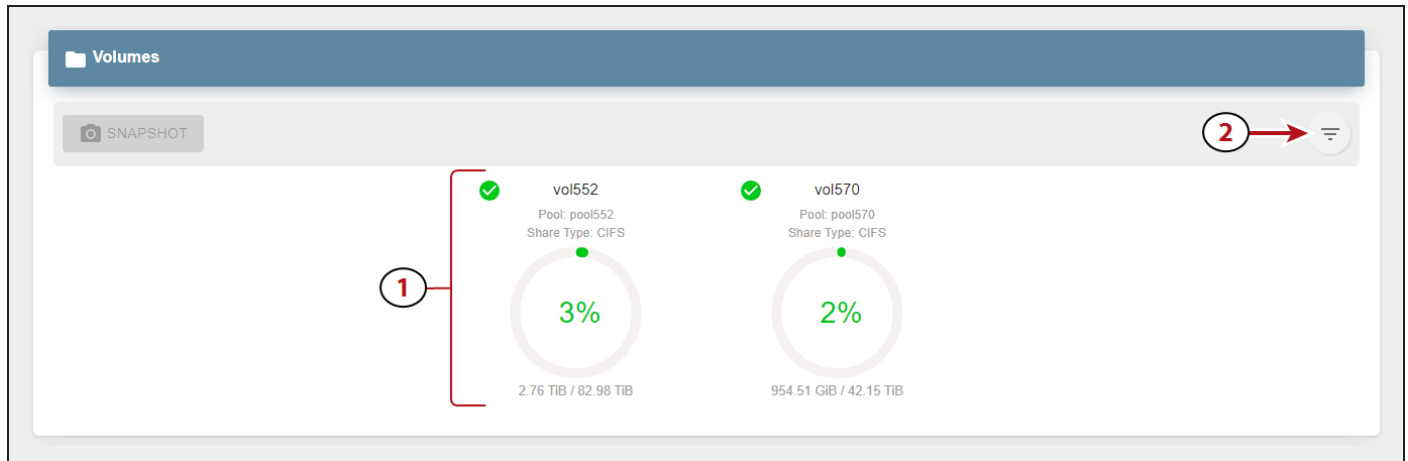 Volumes
SNAPSHOT
2
vol552
vol570
Pool: pool552
Pool: pool570
Share Type: CIFS
Share Type: CIFS
1
3%
2%
2.76 TiB / 82.98 TiB
954.51 GiB / 42.15 TiB